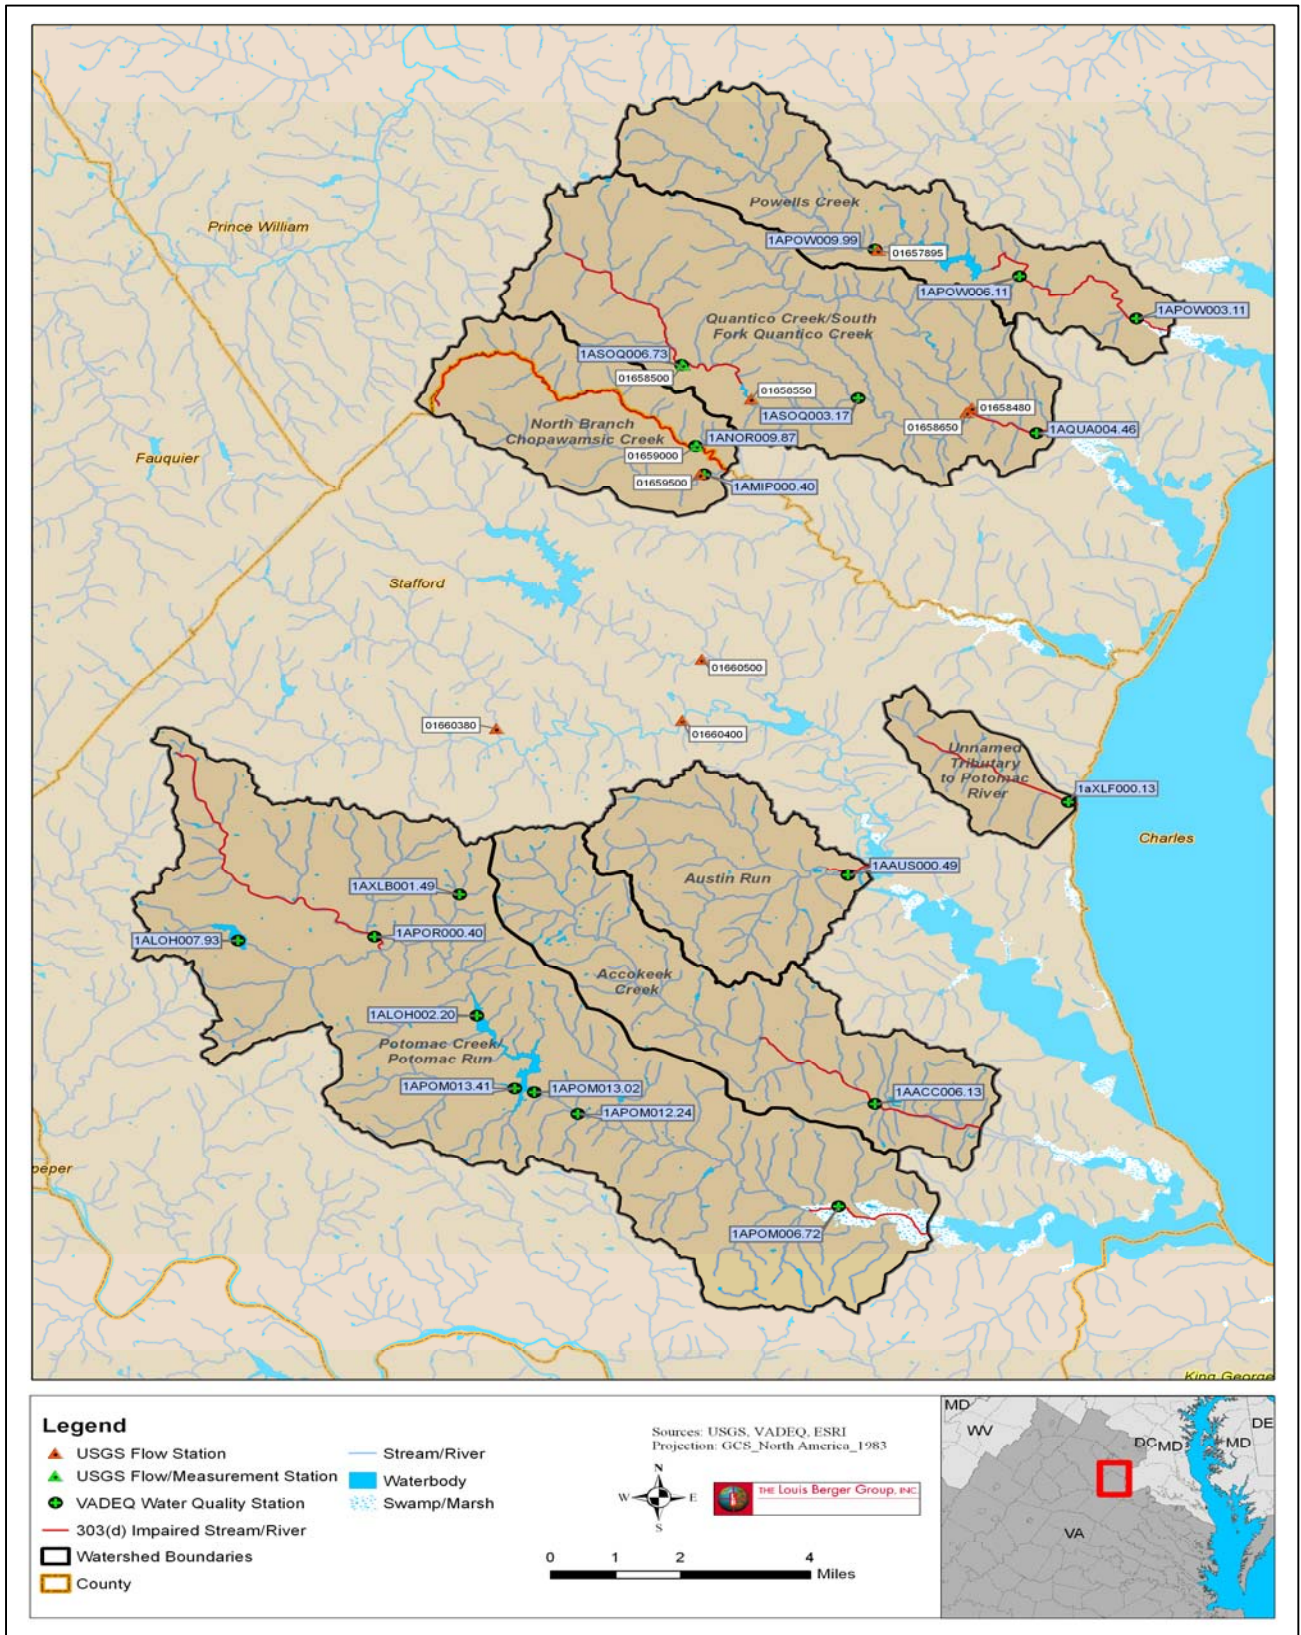 Powells Creek
Prince William
1APOW009.99
01657895
1APOW006.11
1APOW003.11
Quantico Creek/South
Fork Quantico Creek
1ASOQ006.73
01658500
01658550
1ASOQ003.17
01658480
01658650
1AQUA004.46
North Branch
Chopawamsic Creek
1ANOR009.87
01659000
01659500
1AMIP000.40
Fauquier
Stafford
01660500
01660380
01660400
Unnamed
Tributary
to Potomac
River
1aXLF000.13
Charles
1AAUS000.49
Austin Run
1AXLB001.49
1APOR000.40
1ALOH007.93
Accokeek
Creek
1ALOH002.20
Potomac Creek/
Potomac Run
1APOM013.41
1APOM013.02
1APOM012.24
1AACC006.13
peper
1APOM006.72
King George
Legend
USGS Flow Station
USGS Flow/Measurement Station
VADEQ Water Quality Station
303(d) Impaired Stream/River
Watershed Boundaries
County
Stream/River
Waterbody
Swamp/Marsh
Sources: USGS, VADEQ, ESRI
Projection: GCS_North America_1983
N
W E
S
THE Louis Berger Group, INC.
0 1 2 4
Miles
MD
WV
DC
MD
MD
DE
VA